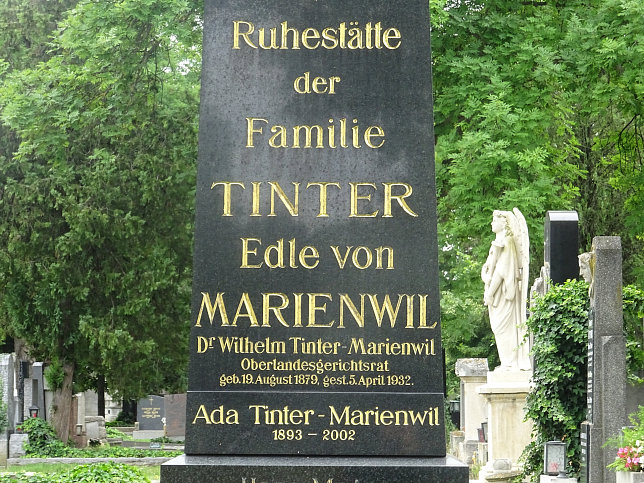 Ruhestätte
der
Familie
TINTER
Edle von
MARIENWIL
Dr Wilhelm Tinter-Marienwil
Oberlandesgerichtsrat
geb.19.August 1879, gest.5.April 1932.
Ada Tinter-Marienwil
1893 - 2002